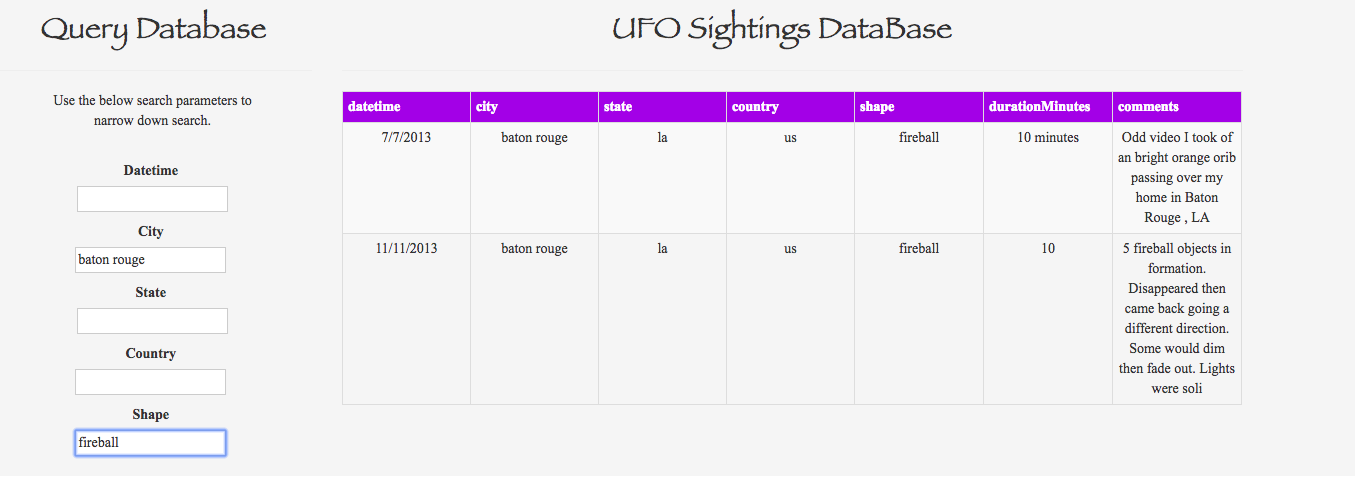 Query Database
Use the below search parameters to
narrow down search.
Datetime
City
baton rouge
State
Country
Shape
fireball
UFO Sightings DataBase
datetime city state country shape durationMinutes comments
7/7/2013 baton rouge la us fireball 10 minutes Odd video I took of
an bright orange orib
passing over my
home in Baton
Rouge , LA
11/11/2013 baton rouge la us fireball 10 5 fireball objects in
formation.
Disappeared then
came back going a
different direction.
Some would dim
then fade out. Lights
were soli